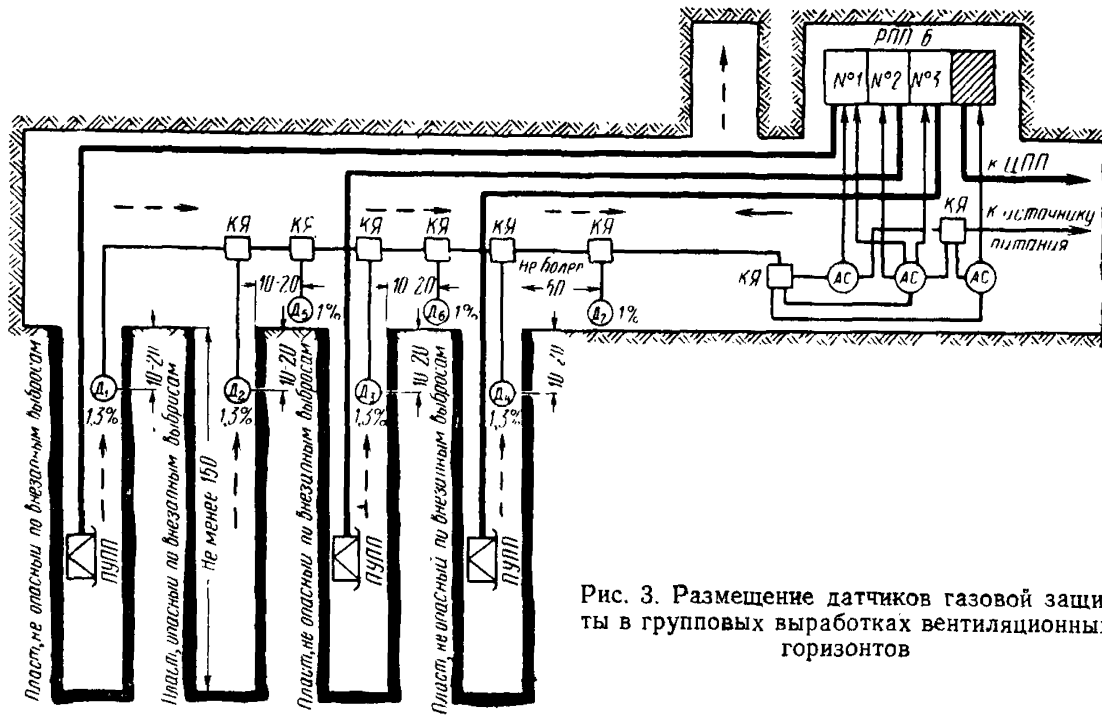 РПП 6
№1
№2
№3
к ЦПП
к источнику
питания
КЯ
КЯ
КЯ
КЯ
КЯ
КЯ
КЯ
КЯ
не более
50
АС
АС
АС
10-20
10-20
Д5
1%
Д6
1%
Д7
1%
10-20
10-20
10-20
10-20
Д1
1,3%
Д2
1,3%
Д3
1,3%
Д4
1,3%
Пласт, не опасный по внезапным выбросам
Пласт, опасный по внезапным выбросам
Не менее 150
Пласт, не опасный по внезапным выбросам
Пласт, не опасный по внезапным выбросам
ПУПП
ПУПП
ПУПП
Рис. 3. Размещение датчиков газовой защи-
ты в групповых выработках вентиляционны
горизонтов